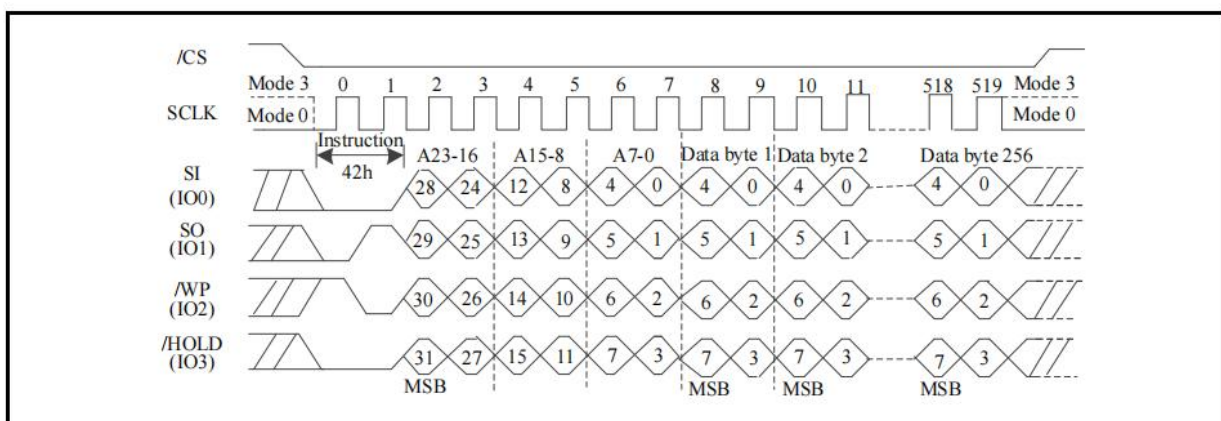 /CS
Mode 3 0 1 2 3 4 5 6 7 8 9 10 11 518 519 Mode 3
SCLK Mode 0 Mode 0
Instruction
42h A23-16 A15-8 A7-0 Data byte 1 Data byte 2 Data byte 256
SI
(IO0) 28 24 12 8 4 0 4 0 4 0 4 0
SO
(IO1) 29 25 13 9 5 1 5 1 5 1 5 1
/WP
(IO2) 30 26 14 10 6 2 6 2 6 2 6 2
/HOLD
(IO3) 31 27 15 11 7 3 7 3 7 3 7 3
MSB MSB MSB MSB